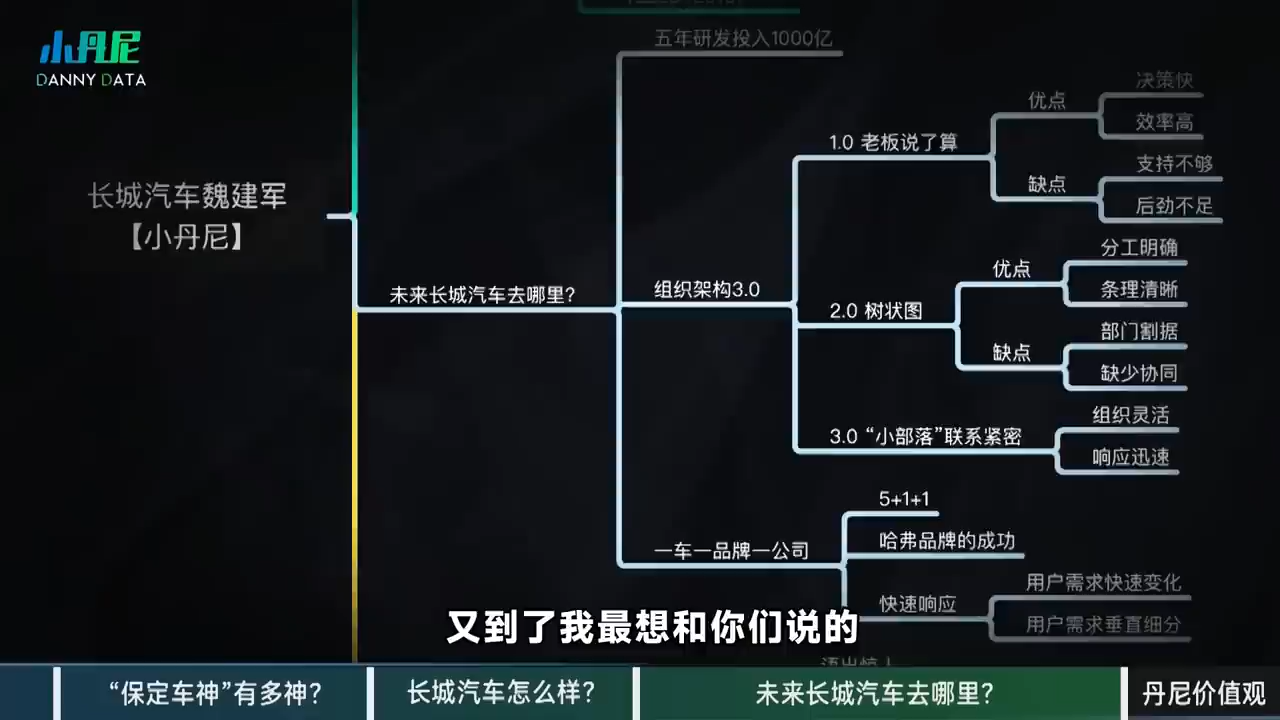 小丹尼
DANNY DATA
长城汽车魏建军
【小丹尼】
未来长城汽车去哪里?
五年研发投入1000亿
组织架构3.0
1.0 老板说了算
优点
决策快
效率高
缺点
支持不够
后劲不足
2.0 树状图
优点
分工明确
条理清晰
缺点
部门割据
缺少协同
3.0 “小部落”联系紧密
组织灵活
响应迅速
一车一品牌一公司
5+1+1
哈弗品牌的成功
快速响应
用户需求快速变化
用户需求垂直细分
又到了我最想和你们说的
“保定车神”有多神?
长城汽车怎么样?
未来长城汽车去哪里?
丹尼价值观